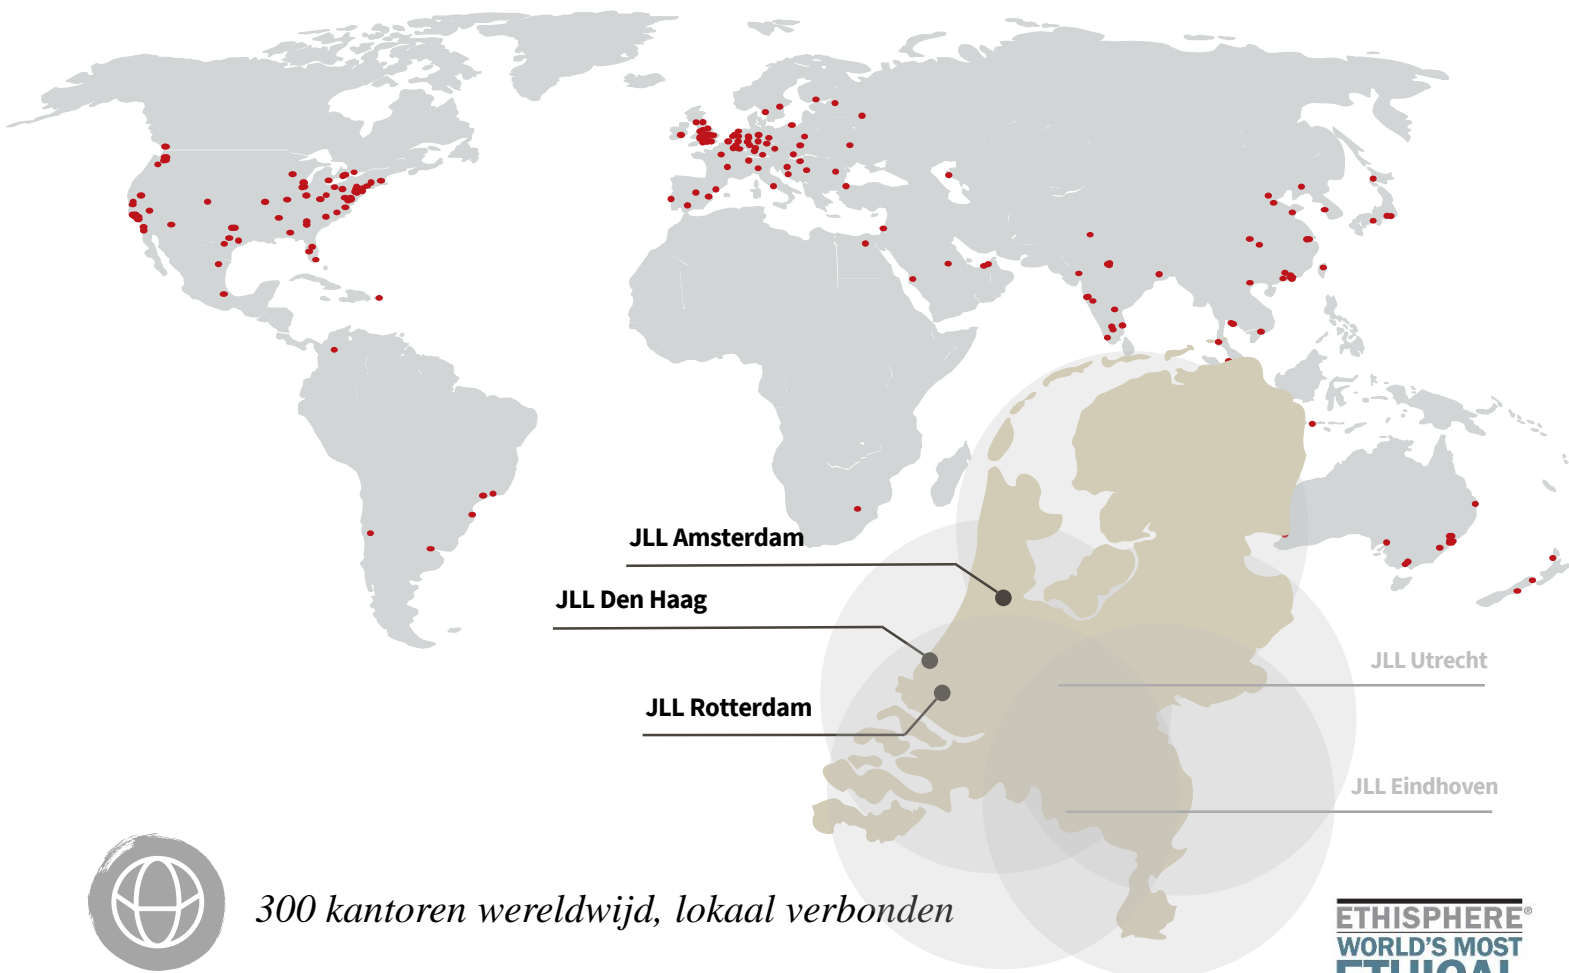 JLL Amsterdam
JLL Den Haag
JLL Utrecht
JLL Rotterdam
JLL Eindhoven
300 kantoren wereldwijd, lokaal verbonden
ETHISPHERE®
WORLD'S MOST
ETHICAL